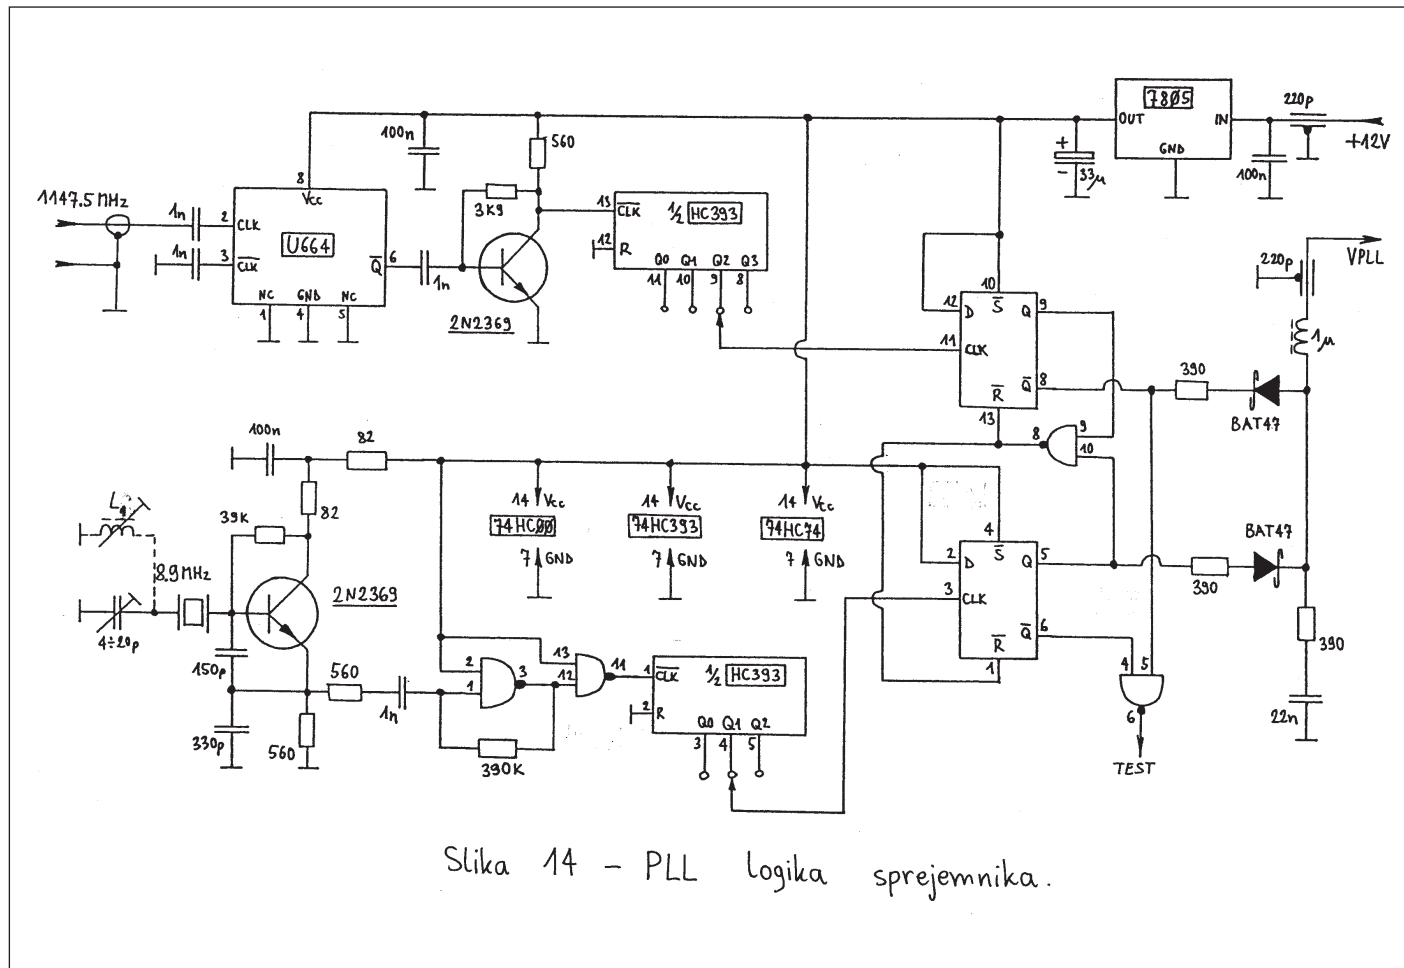 7805
OUT
IN
GND
220p
+12V
100n
+
-
33µ
100n
560
1147.5 MHz
1n
2
CLK
8
Vcc
U664
1n
3
CLK
Q
6
NC
GND
NC
1
4
5
1n
3K9
2N2369
13
CLK
1/2 HC393
12
R
Q0
Q1
Q2
Q3
11
10
9
8
10
12
D
S
Q
9
11
CLK
R
Q
8
13
220p
VPLL
1µ
390
BAT47
8
9
10
100n
82
82
39K
8.9MHz
4÷20p
2N2369
150p
330p
560
560
1n
14
Vcc
74HC00
7
GND
14
Vcc
74HC393
7
GND
14
Vcc
74HC74
7
GND
2
1
3
13
12
11
390K
1
CLK
1/2 HC393
2
R
Q0
Q1
Q2
3
4
5
4
2
D
S
Q
5
3
CLK
R
Q
6
1
390
BAT47
390
22n
4
5
6
TEST
Slika 14 - PLL logika sprejemnika.